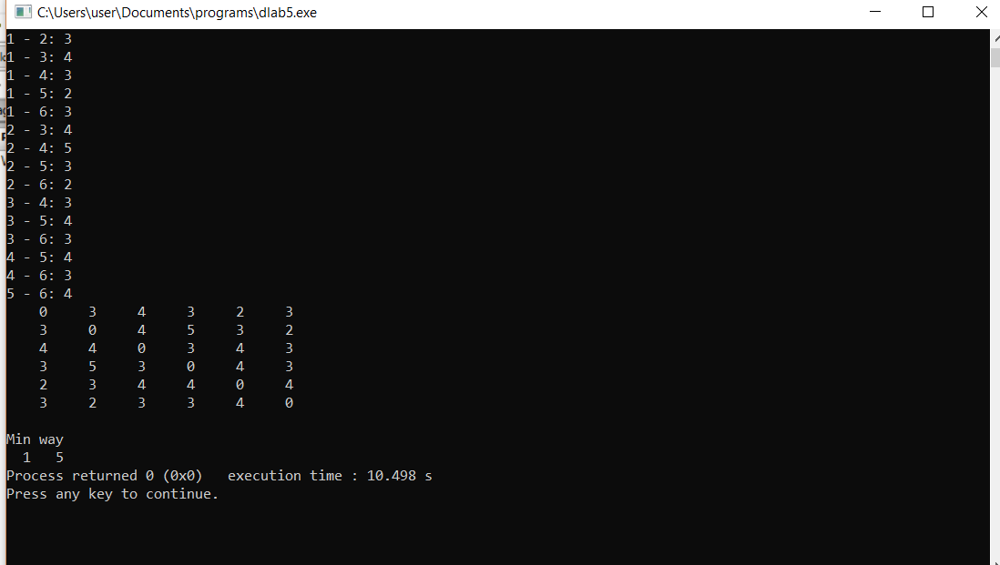 C:\Users\user\Documents\programs\dlab5.exe
1 - 2: 3
1 - 3: 4
1 - 4: 3
1 - 5: 2
1 - 6: 3
2 - 3: 4
2 - 4: 5
2 - 5: 3
2 - 6: 2
3 - 4: 3
3 - 5: 4
3 - 6: 3
4 - 5: 4
4 - 6: 3
5 - 6: 4
0 3 4 3 2 3
3 0 4 5 3 2
4 4 0 3 4 3
3 5 3 0 4 3
2 3 4 4 0 4
3 2 3 3 4 0
Min way
1 5
Process returned 0 (0x0) execution time : 10.498 s
Press any key to continue.